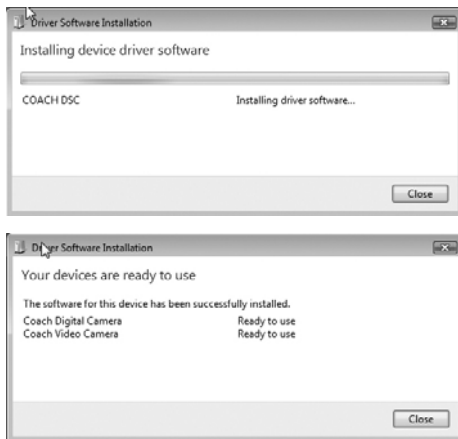 Driver Software Installation
Installing device driver software
COACH DSC Installing driver software...
Close
Driver Software Installation
Your devices are ready to use
The software for this device has been successfully installed.
Coach Digital Camera Ready to use
Coach Video Camera Ready to use
Close